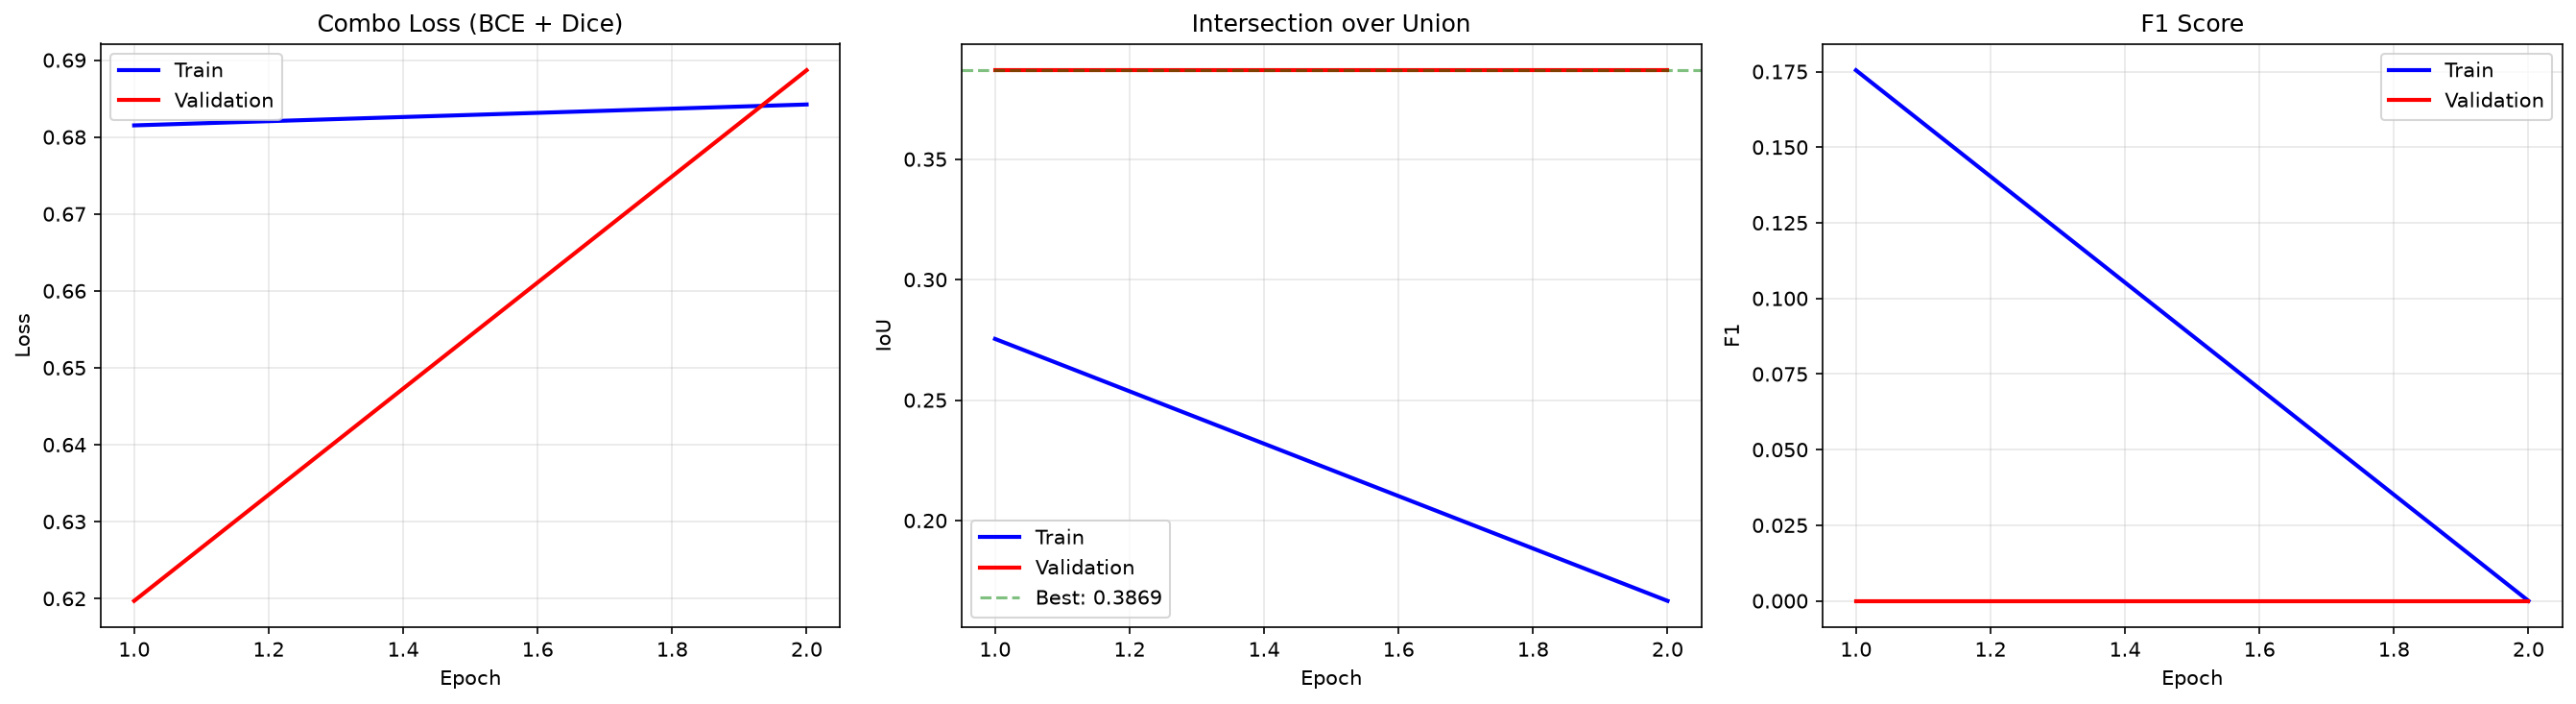 Combo Loss (BCE + Dice)
Train
Validation
0.69
0.68
0.67
0.66
0.65
0.64
0.63
0.62
Loss
1.0 1.2 1.4 1.6 1.8 2.0
Epoch
Intersection over Union
0.35
0.30
0.25
0.20
IoU
Train
Validation
Best: 0.3869
1.0 1.2 1.4 1.6 1.8 2.0
Epoch
F1 Score
Train
Validation
0.175
0.150
0.125
0.100
0.075
0.050
0.025
0.000
F1
1.0 1.2 1.4 1.6 1.8 2.0
Epoch